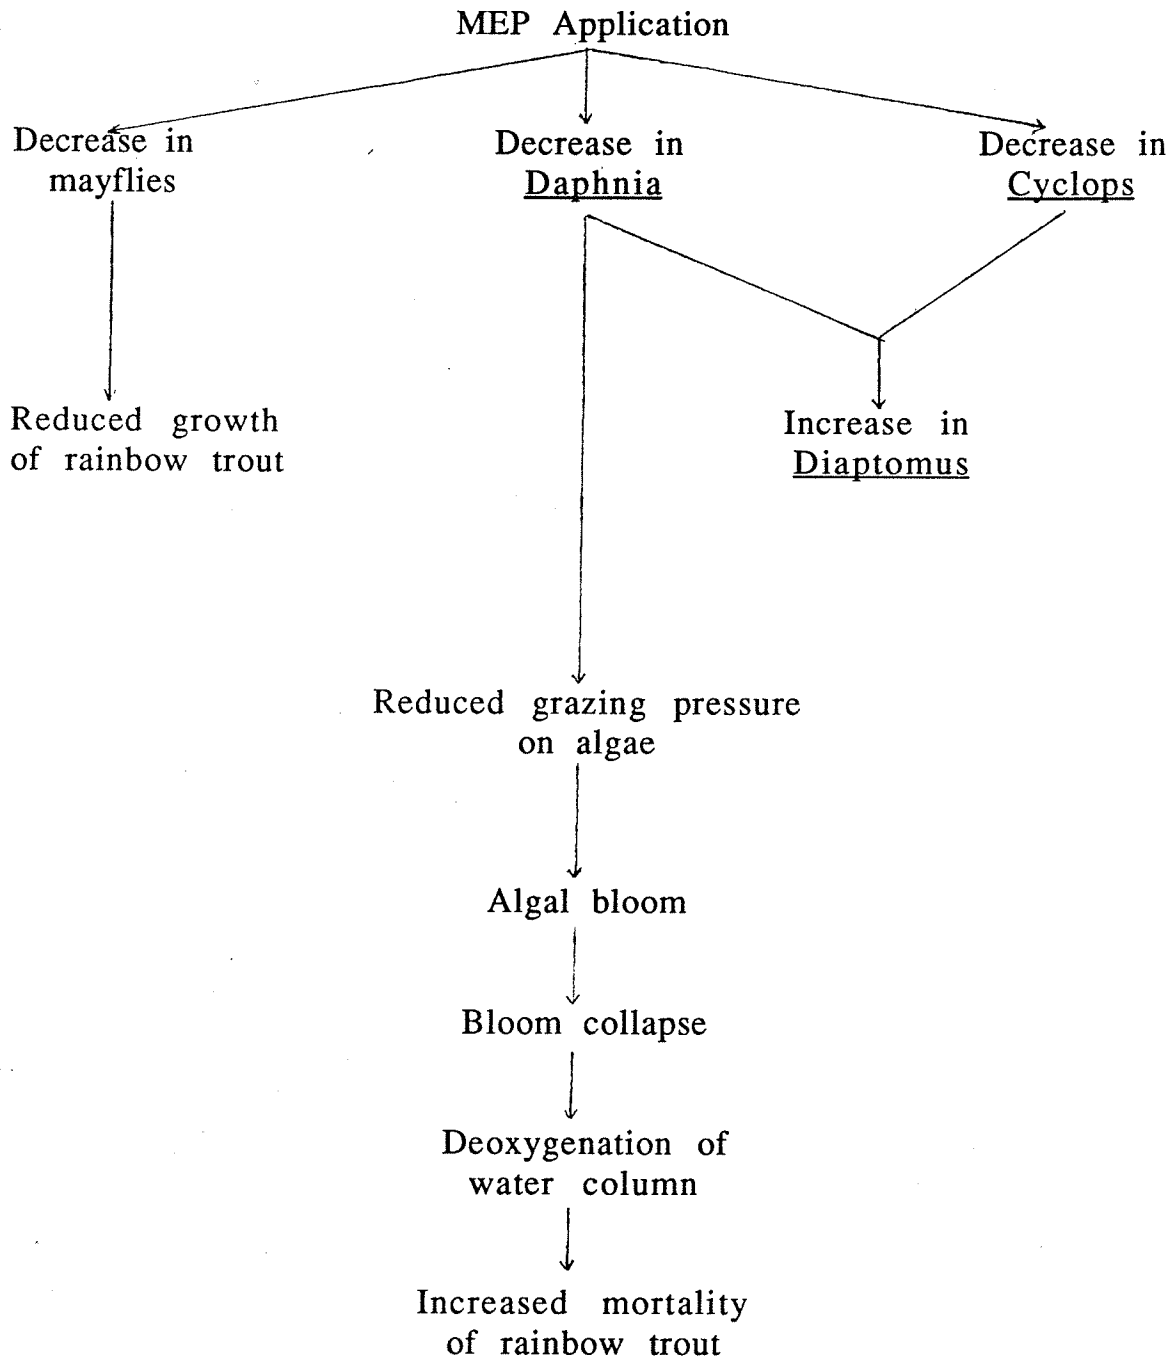 MEP Application
Decrease in
mayflies
Decrease in
Daphnia
Decrease in
Cyclops
Reduced growth
of rainbow trout
Increase in
Diaptomus
Reduced grazing pressure
on algae
Algal bloom
Bloom collapse
Deoxygenation of
water column
Increased mortality
of rainbow trout